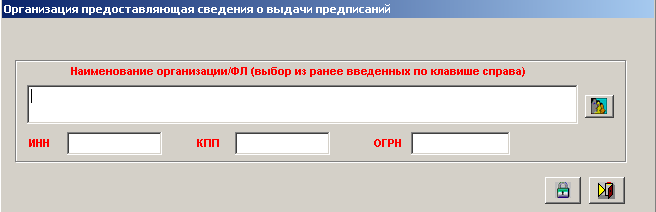 Организация предоставляющая сведения о выдачи предписаний
Наименование организации/ФЛ (выбор из ранее введенных по клавише справа)
ИНН КПП ОГРН